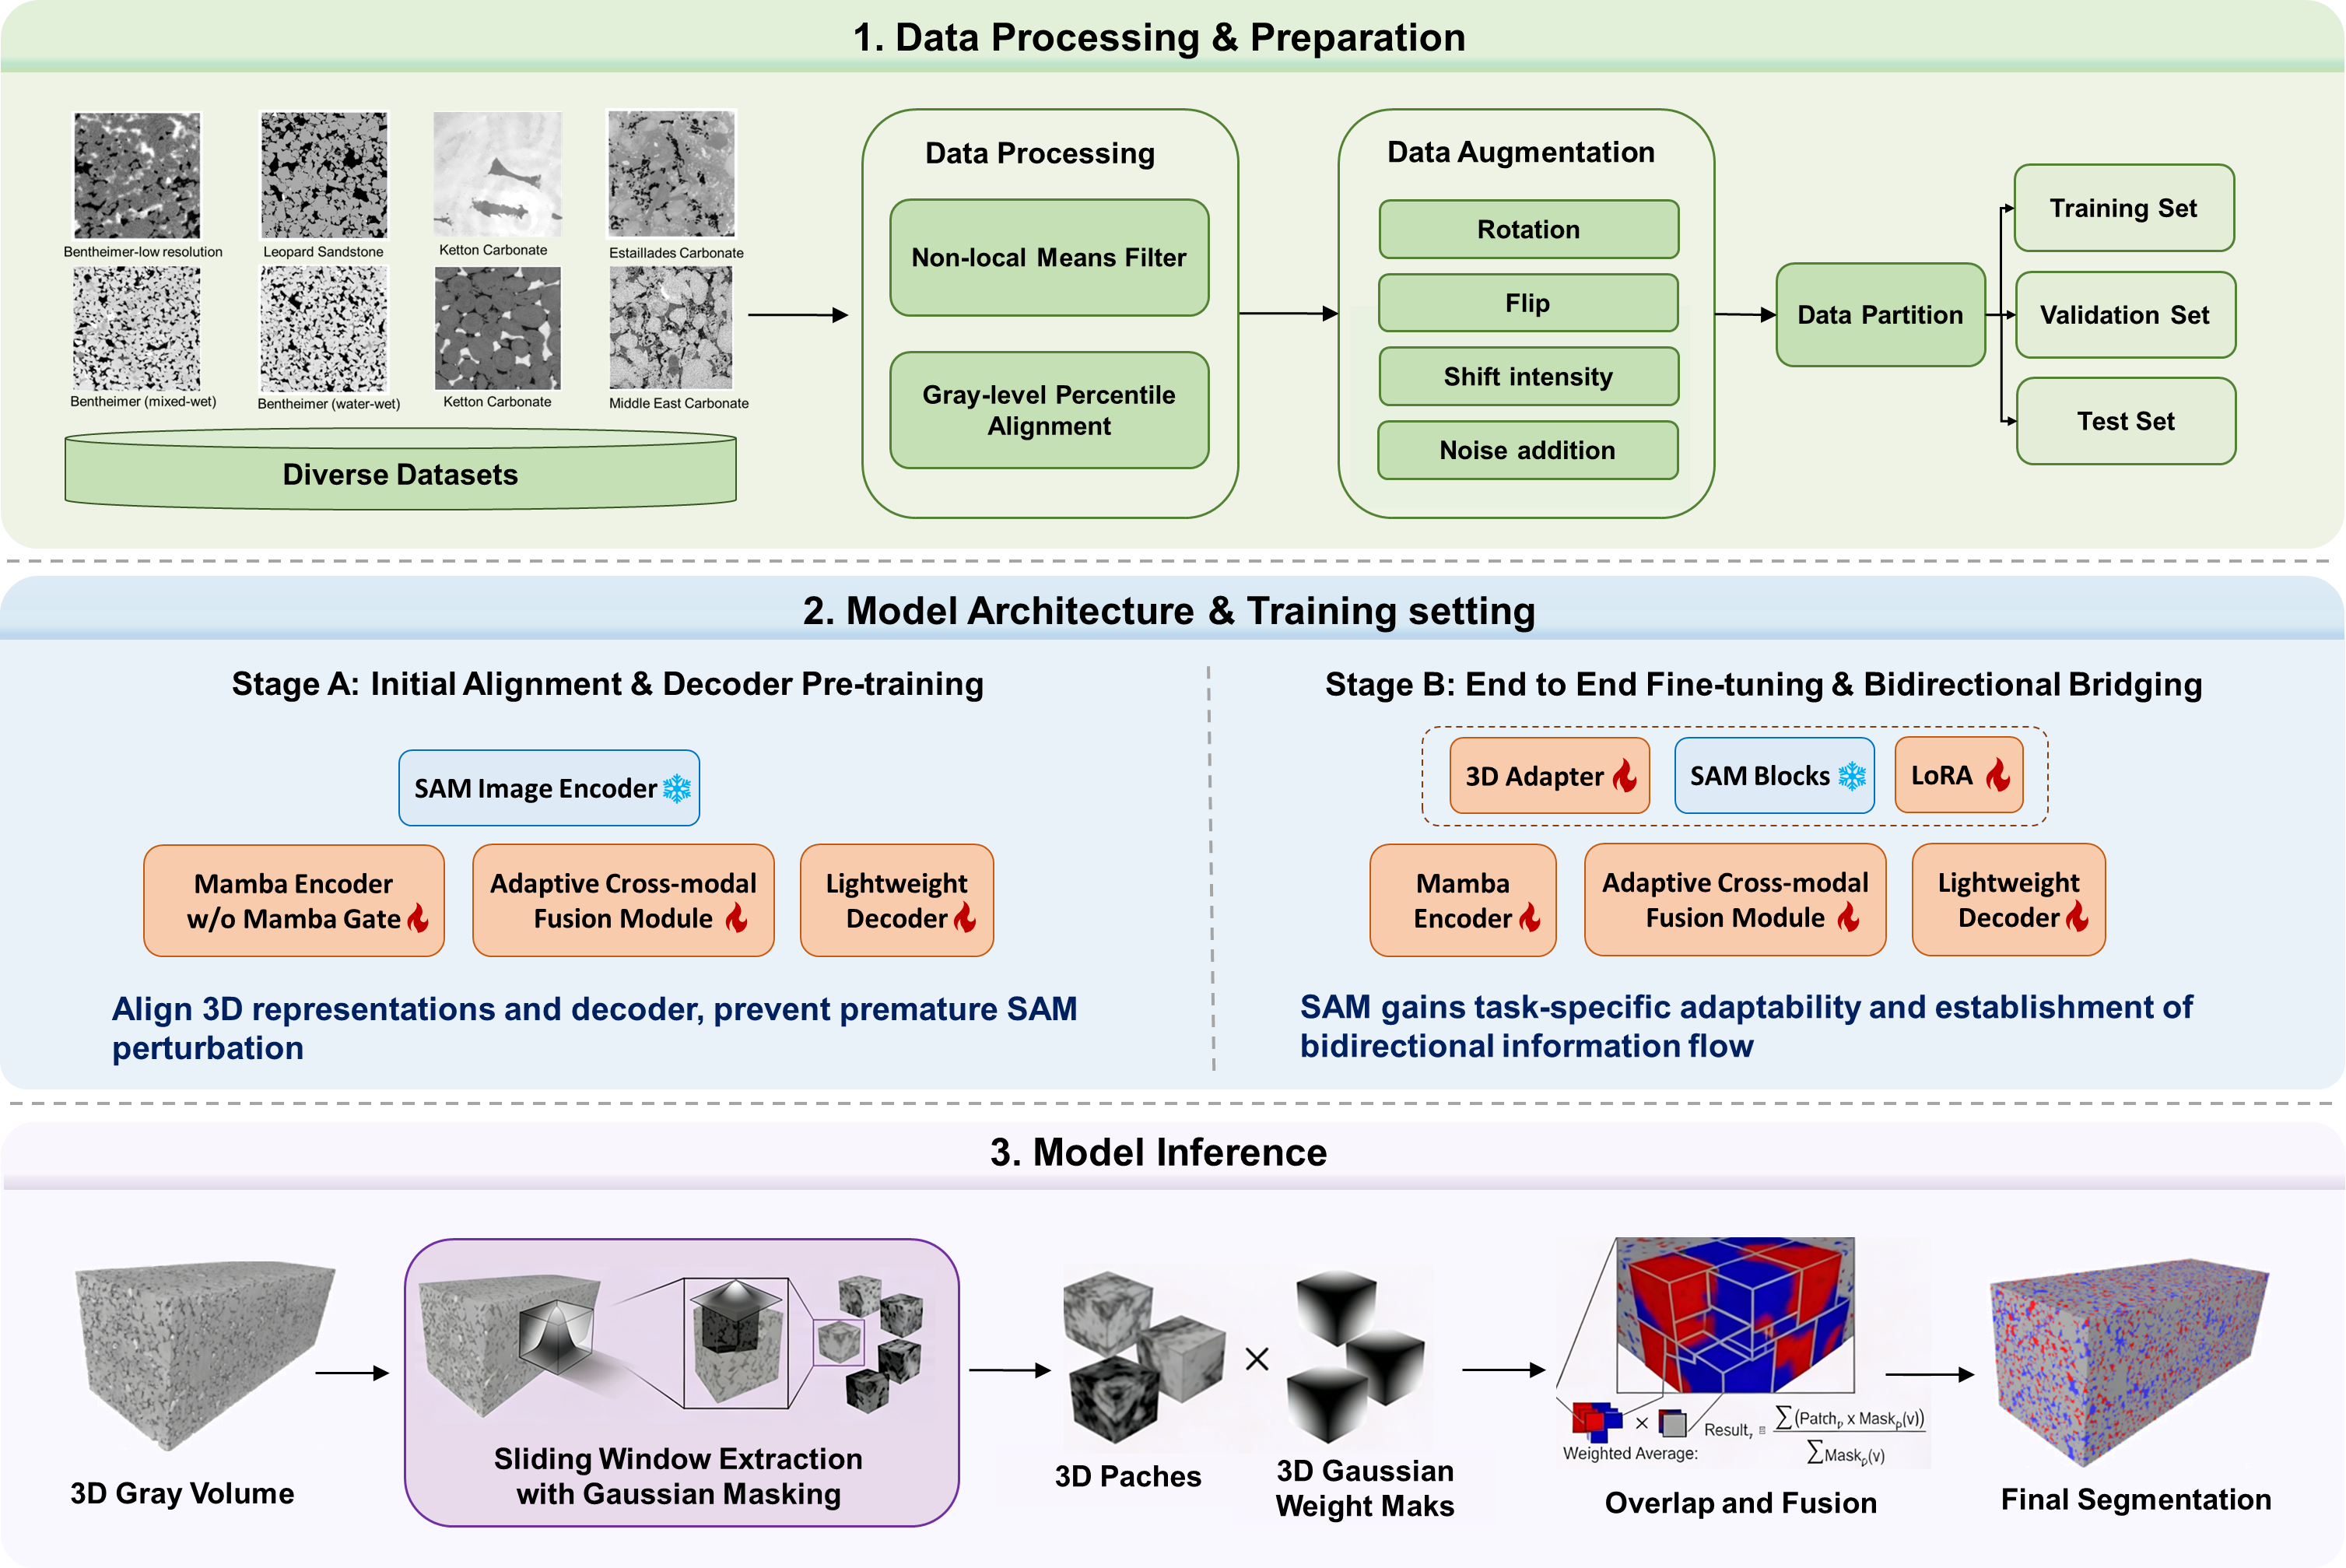 1. Data Processing & Preparation
Bentheimer-low resolution
Leopard Sandstone
Ketton Carbonate
Estaillades Carbonate
Bentheimer (mixed-wet)
Bentheimer (water-wet)
Ketton Carbonate
Middle East Carbonate
Diverse Datasets
Data Processing
Non-local Means Filter
Gray-level Percentile
Alignment
Data Augmentation
Rotation
Flip
Shift intensity
Noise addition
Data Partition
Training Set
Validation Set
Test Set
2. Model Architecture & Training setting
Stage A: Initial Alignment & Decoder Pre-training
SAM Image Encoder
Mamba Encoder
w/o Mamba Gate
Adaptive Cross-modal
Fusion Module
Lightweight
Decoder
Align 3D representations and decoder, prevent premature SAM
perturbation
Stage B: End to End Fine-tuning & Bidirectional Bridging
3D Adapter
SAM Blocks
LoRA
Mamba
Encoder
Adaptive Cross-modal
Fusion Module
Lightweight
Decoder
SAM gains task-specific adaptability and establishment of
bidirectional information flow
3. Model Inference
3D Gray Volume
Sliding Window Extraction
with Gaussian Masking
3D Paches
×
3D Gaussian
Weight Maks
× Result, = ∑(Patchₚ x Maskₚ(v))
∑Maskₚ(v)
Weighted Average:
Overlap and Fusion
Final Segmentation